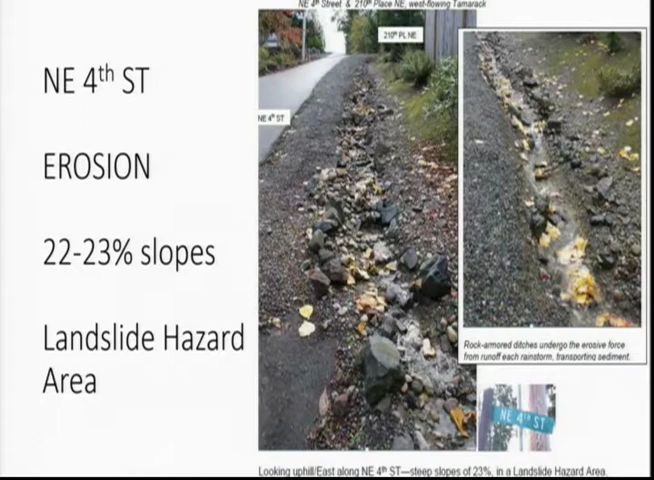 NE 4th Street & 210th Place NE, west-flowing Tamarack
NE 4th ST
EROSION
22-23% slopes
Landslide Hazard
Area
210th PL NE
NE 4th ST
Rock-armored ditches undergo the erosive force
from runoff each rainstorm, transporting sediment.
NE 4TH ST
Looking uphill/East along NE 4th ST—steep slopes of 23%, in a Landslide Hazard Area.